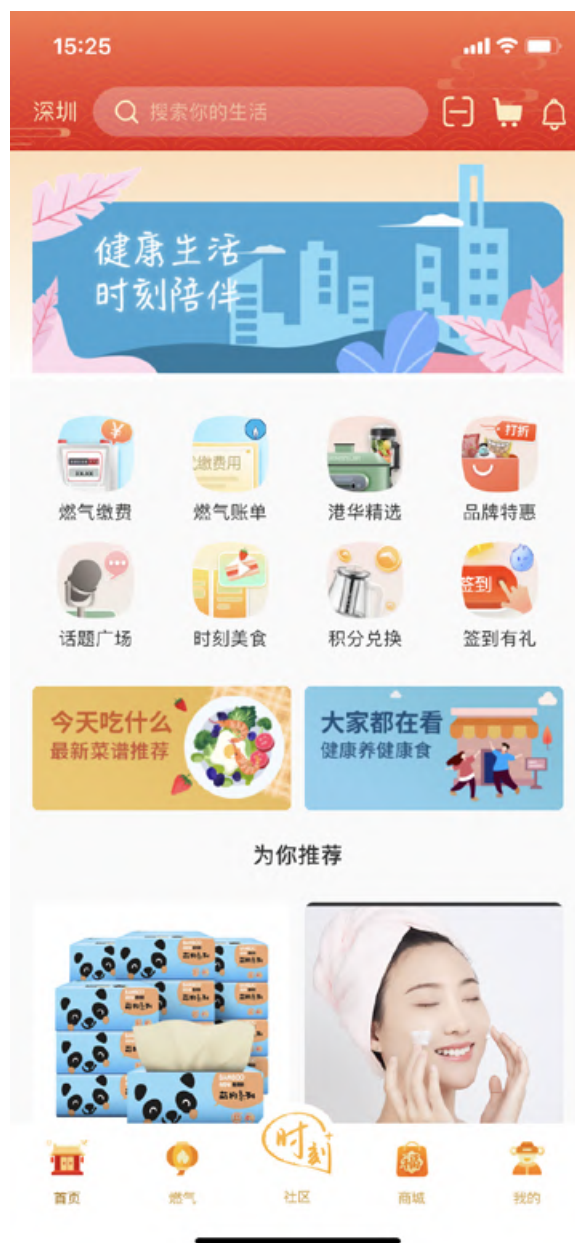 15:25
深圳
搜索你的生活
健康生活
时刻陪伴
¥
缴费用
打折
燃气缴费
燃气账单
港华精选
品牌特惠
签到
话题广场
时刻美食
积分兑换
签到有礼
今天吃什么
最新菜谱推荐
大家都在看
健康养健康食
为你推荐
时刻
首页
燃气
社区
商城
我的